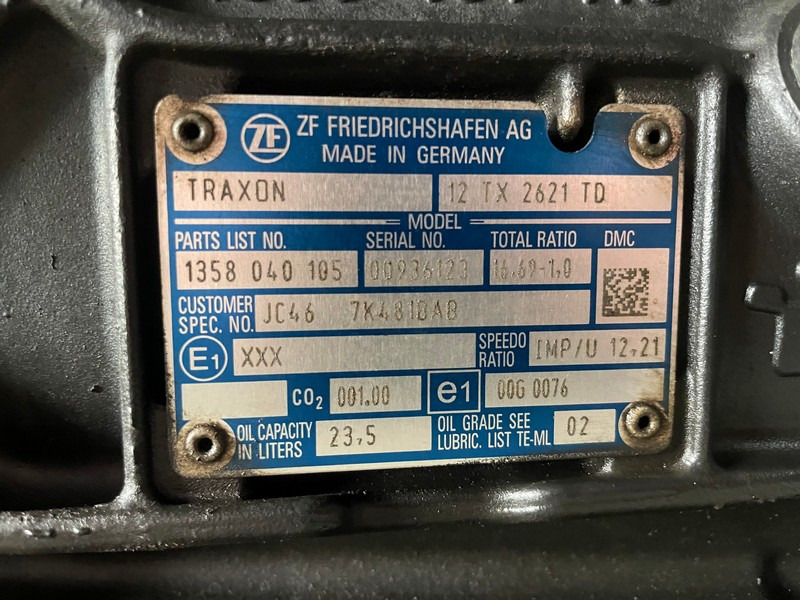 ZF ZF FRIEDRICHSHAFEN AG
MADE IN GERMANY
TRAXON 12 TX 2621 TD
MODEL
PARTS LIST NO. SERIAL NO. TOTAL RATIO DMC
1358 040 105 00936123 16,69-1,0
CUSTOMER SPEC. NO. JC46 7K481DAB
E1 XXX SPEEDO RATIO IMP/U 12,21
CO2 001.00 e1 00G 0076
OIL CAPACITY IN LITERS 23,5 OIL GRADE SEE LUBRIC. LIST TE-ML 02